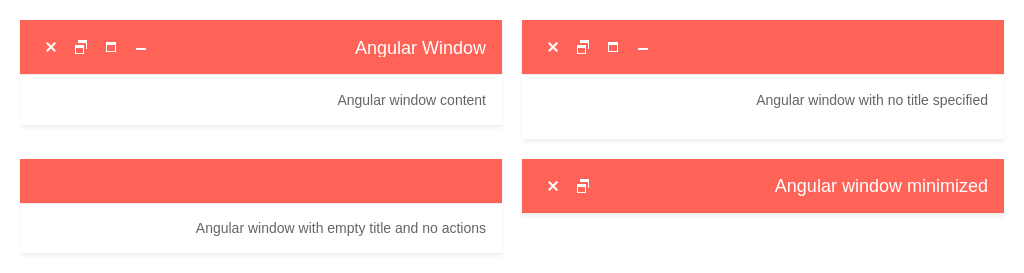 Angular Window
Angular window content
Angular window with no title specified
Angular window with empty title and no actions
Angular window minimized